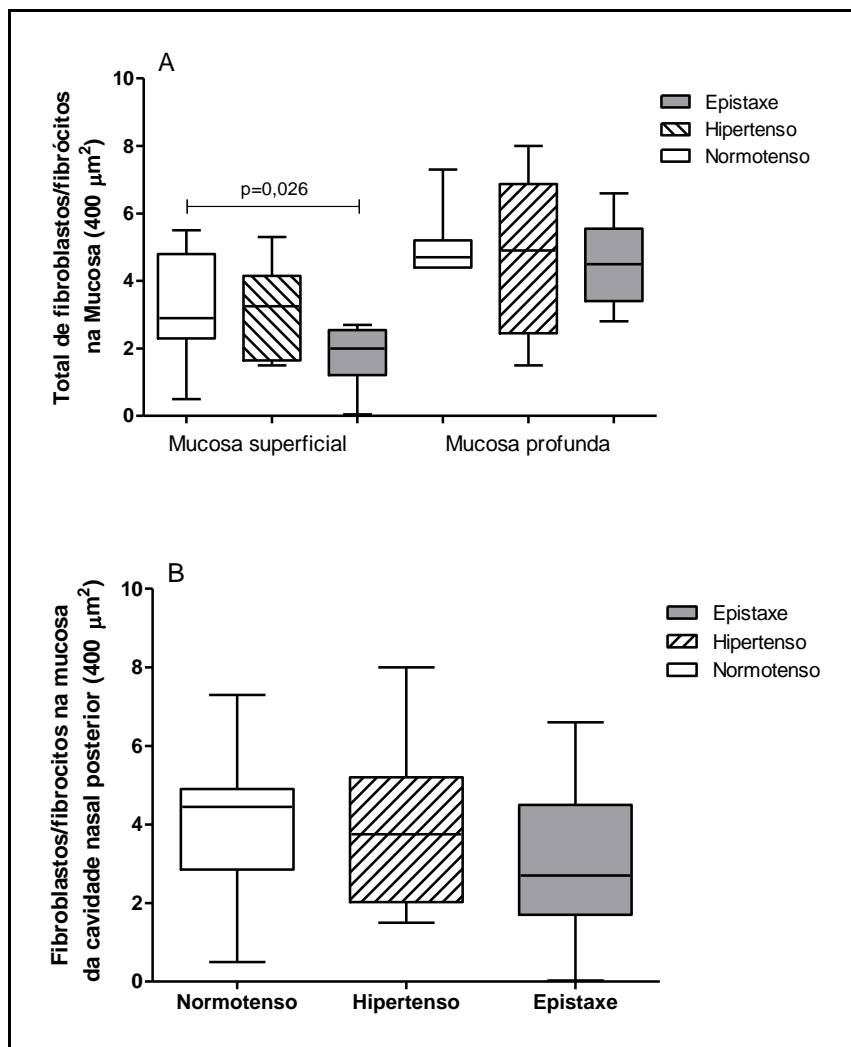 A
Total de fibroblastos/fibrócitos
na Mucosa (400 µm²)
10
8
6
4
2
0
p=0,026
Epistaxe
Hipertenso
Normotenso
Mucosa superficial
Mucosa profunda
B
Fibroblastos/fibrocitos na mucosa
da cavidade nasal posterior (400 µm²)
10
8
6
4
2
0
Epistaxe
Hipertenso
Normotenso
Normotenso
Hipertenso
Epistaxe